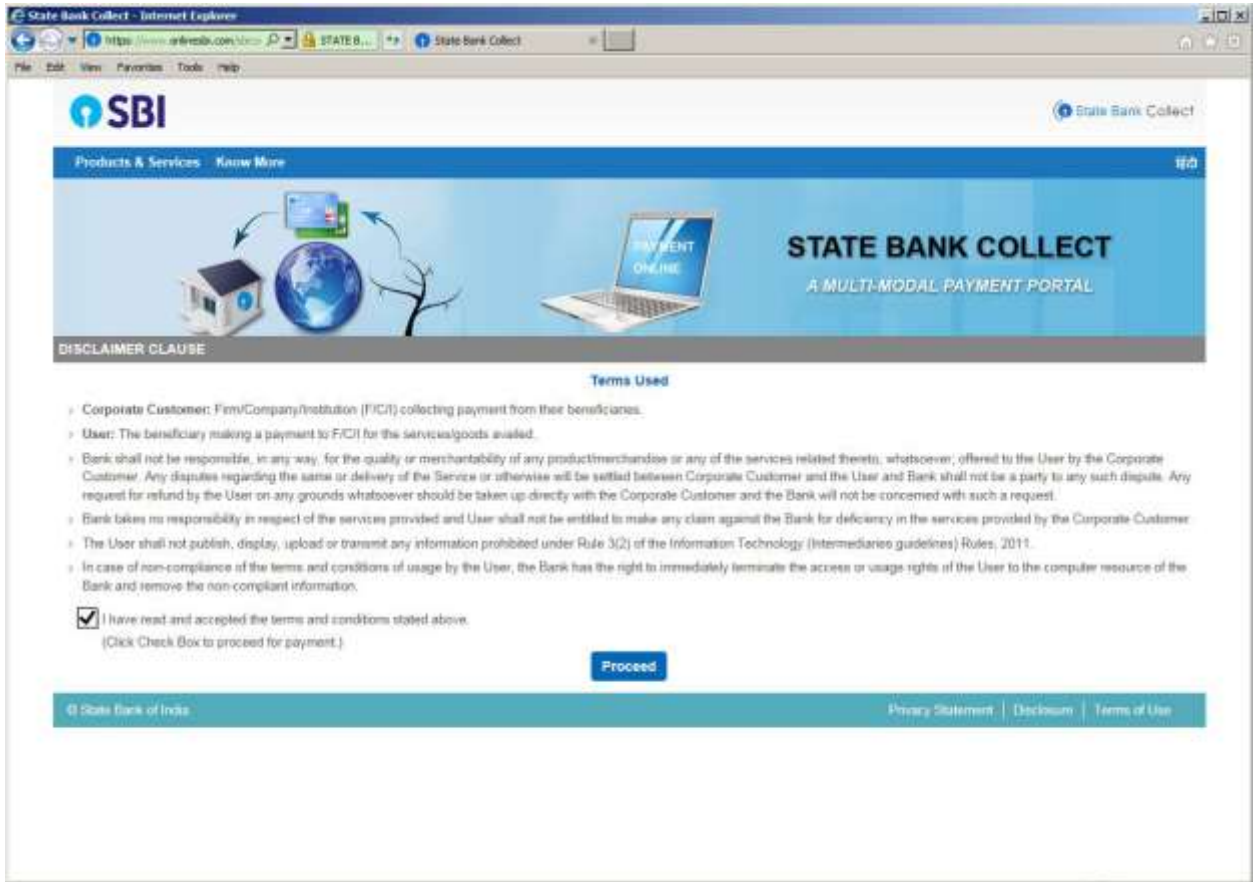 State Bank Collect - Internet Explorer
https://www.onlinesbi.com/sbico STATE B... State Bank Collect
File Edit View Favorites Tools Help
SBI
State Bank Collect
Products & Services Know More हिंदी
PAYMENT
ONLINE
STATE BANK COLLECT
A MULTI-MODAL PAYMENT PORTAL
DISCLAIMER CLAUSE
Terms Used
Corporate Customer: Firm/Company/Institution (F/C/I) collecting payment from their beneficiaries.
User: The beneficiary making a payment to F/C/I for the services/goods availed.
Bank shall not be responsible, in any way, for the quality or merchantability of any product/merchandise or any of the services related thereto, whatsoever, offered to the User by the Corporate
Customer. Any disputes regarding the same or delivery of the Service or otherwise will be settled between Corporate Customer and the User and Bank shall not be a party to any such dispute. Any
request for refund by the User on any grounds whatsoever should be taken up directly with the Corporate Customer and the Bank will not be concerned with such a request.
Bank takes no responsibility in respect of the services provided and User shall not be entitled to make any claim against the Bank for deficiency in the services provided by the Corporate Customer
The User shall not publish, display, upload or transmit any information prohibited under Rule 3(2) of the Information Technology (Intermediaries guidelines) Rules, 2011.
In case of non-compliance of the terms and conditions of usage by the User, the Bank has the right to immediately terminate the access or usage rights of the User to the computer resource of the
Bank and remove the non-compliant information.
I have read and accepted the terms and conditions stated above.
(Click Check Box to proceed for payment.)
Proceed
© State Bank of India Privacy Statement | Disclosure | Terms of Use